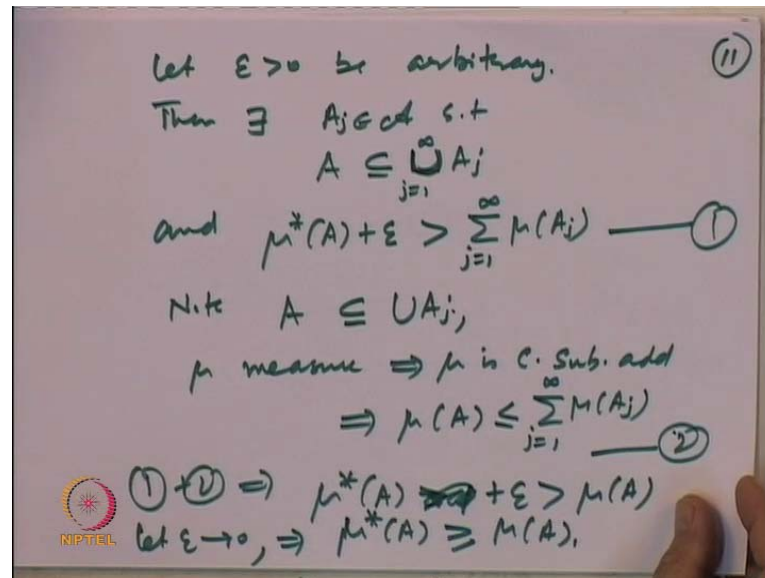 Let ε > 0 be arbitrary. ⑪
Then ∃ Aj ∈ 𝒜 s.t
A ⊆ ⋃_{j=1}^{∞} Aj
and μ*(A) + ε > ∑_{j=1}^{∞} μ(Aj) —— ①
Note A ⊆ ∪Aj,
μ measure ⇒ μ is c. sub. add
⇒ μ(A) ≤ ∑_{j=1}^{∞} μ(Aj)
—— ②
① + ② ⇒ μ*(A) + ε > μ(A)
let ε → 0, ⇒ μ*(A) ≥ μ(A).
NPTEL